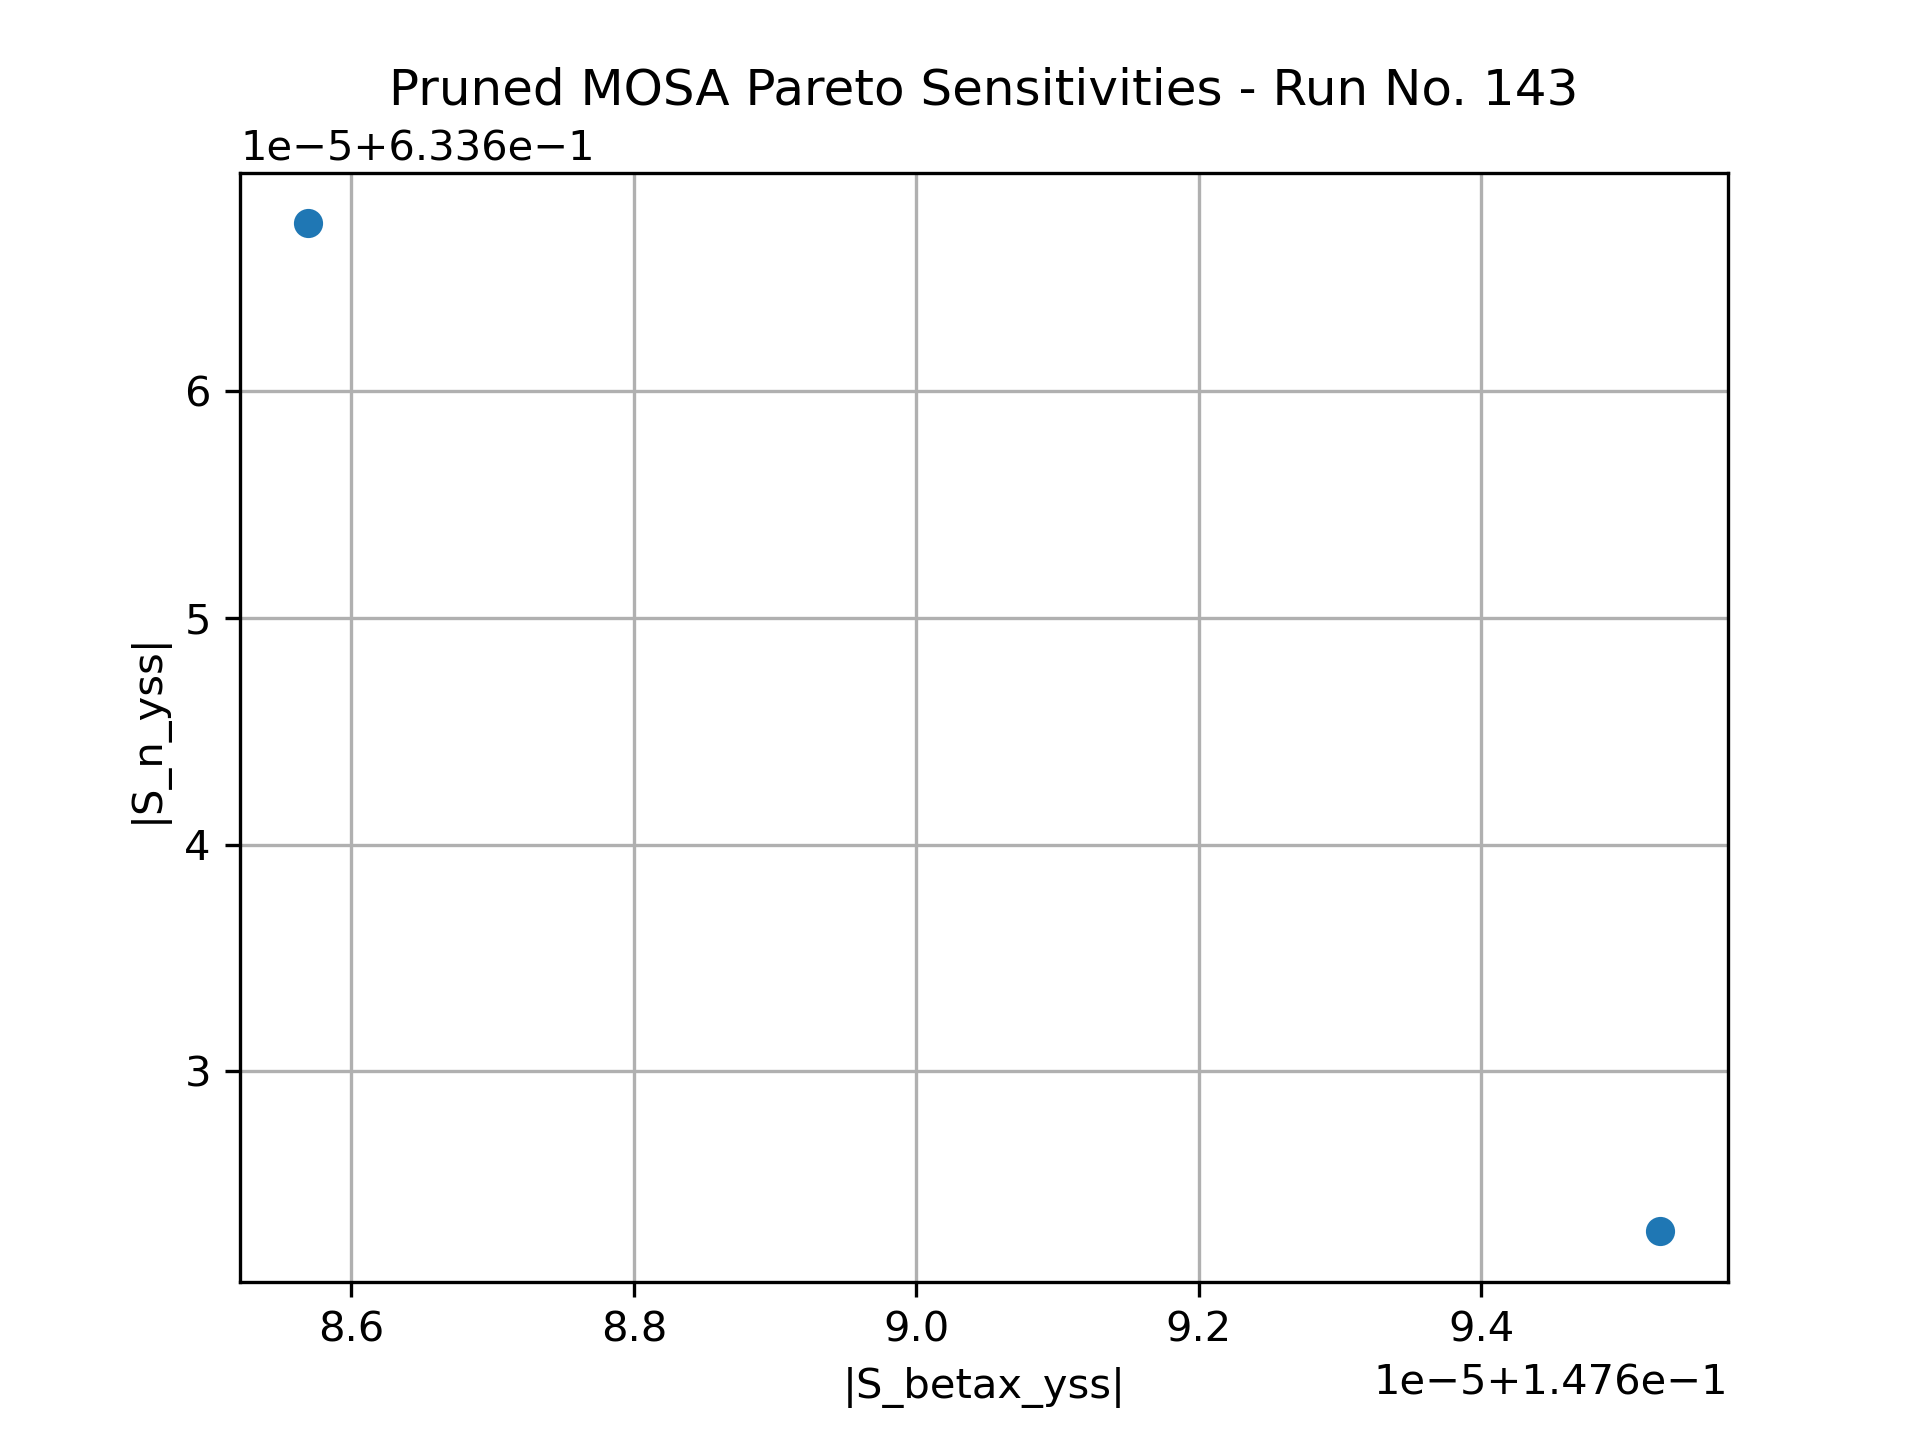 Pruned MOSA Pareto Sensitivities - Run No. 143
1e−5+6.336e−1
6
5
4
3
|S_n_yss|
8.6 8.8 9.0 9.2 9.4
|S_betax_yss|
1e−5+1.476e−1